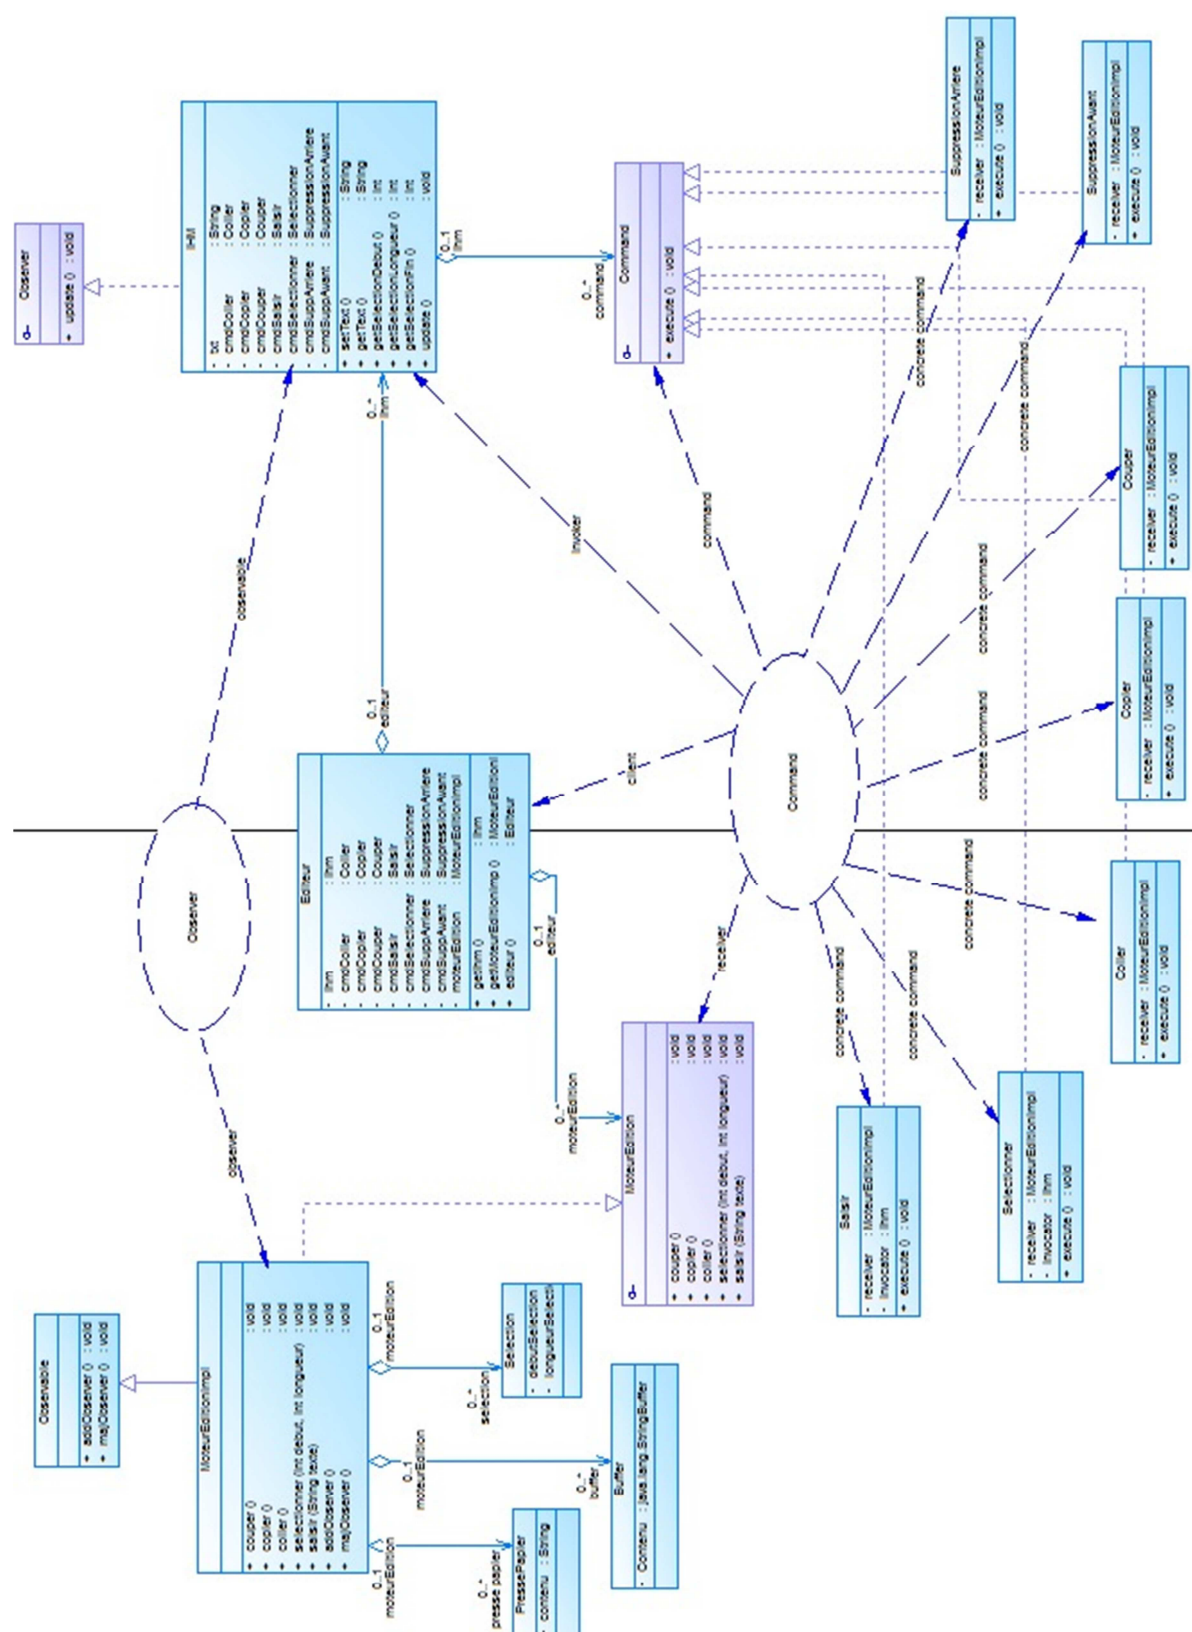 Observable
+ addObserver () : void
+ majObserver () : void
MoteurEditionImpl
+ couper () : void
+ copier () : void
+ coller () : void
+ selectionner (int debut, int longueur) : void
+ saisir (String texte) : void
+ addObserver () : void
+ majObserver () : void
0..1
moteurEdition
0..*
presse papier
PressePapier
- contenu : String
0..1
moteurEdition
0..*
buffer
Buffer
- Contenu : java.lang.StringBuffer
0..1
moteurEdition
0..*
selection
Selection
- debutSelection
- longueurSelecti
observer
Observer
observable
Observer
+ update () : void
IHM
- txt : String
- cmdColler : Coller
- cmdCopier : Copier
- cmdCouper : Couper
- cmdSaisir : Saisir
- cmdSelectionner : Selectionner
- cmdSuppArriere : SuppressionArriere
- cmdSuppAvant : SuppressionAvant
+ setText () : String
+ getText () : String
+ getSelectionDebut () : int
+ getSelectionLongueur () : int
+ getSelectionFin () : int
+ update () : void
Editeur
- ihm : Ihm
- cmdColler : Coller
- cmdCopier : Copier
- cmdCouper : Couper
- cmdSaisir : Saisir
- cmdSelectionner : Selectionner
- cmdSuppArriere : SuppressionArriere
- cmdSuppAvant : SuppressionAvant
- moteurEdition : MoteurEditionImpl
+ getIhm () : Ihm
+ getMoteurEditionImp () : MoteurEditionI
+ editeur () : Editeur
0..1
editeur
0..*
ihm
0..1
editeur
0..*
moteurEdition
MoteurEdition
+ couper () : void
+ copier () : void
+ coller () : void
+ selectionner (int debut, int longueur) : void
+ saisir (String texte) : void
0..1
ihm
0..*
command
Command
+ execute () : void
receiver
client
invoker
command
Command
concrete command
concrete command
concrete command
concrete command
concrete command
concrete command
concrete command
Saisir
- receiver : MoteurEditionImpl
- invocator : Ihm
+ execute () : void
Selectionner
- receiver : MoteurEditionImpl
- invocator : Ihm
+ execute () : void
Coller
- receiver : MoteurEditionImpl
+ execute () : void
Copier
- receiver : MoteurEditionImpl
+ execute () : void
Couper
- receiver : MoteurEditionImpl
+ execute () : void
SuppressionArriere
- receiver : MoteurEditionImpl
+ execute () : void
SuppressionAvant
- receiver : MoteurEditionImpl
+ execute () : void